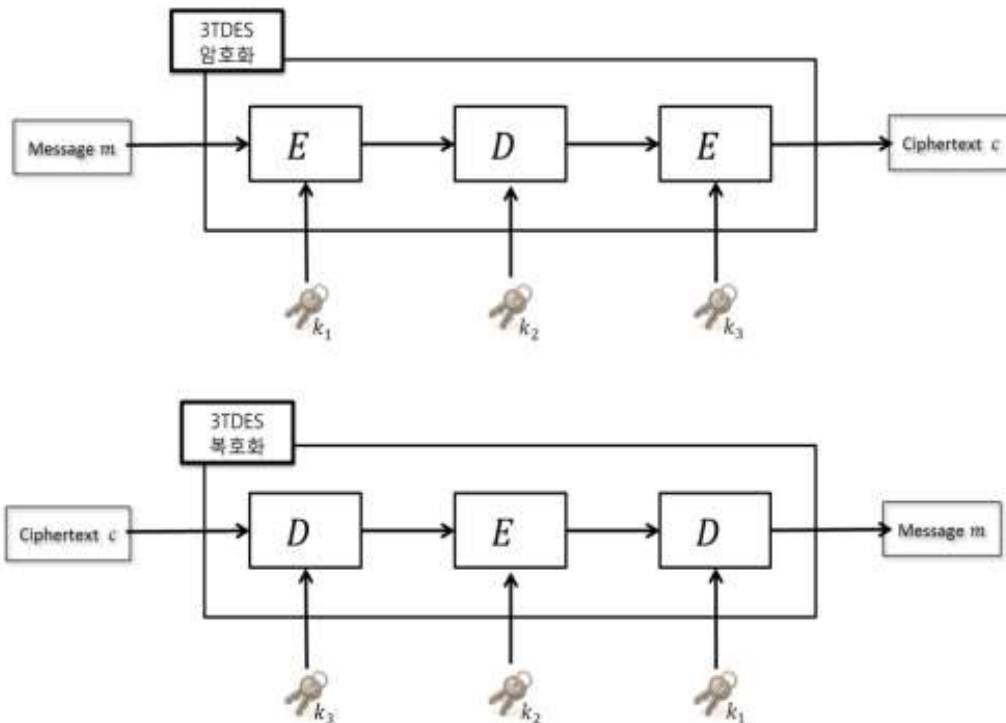 3TDES
암호화
Message m
E
D
E
Ciphertext c
k₁
k₂
k₃
3TDES
복호화
Ciphertext c
D
E
D
Message m
k₃
k₂
k₁